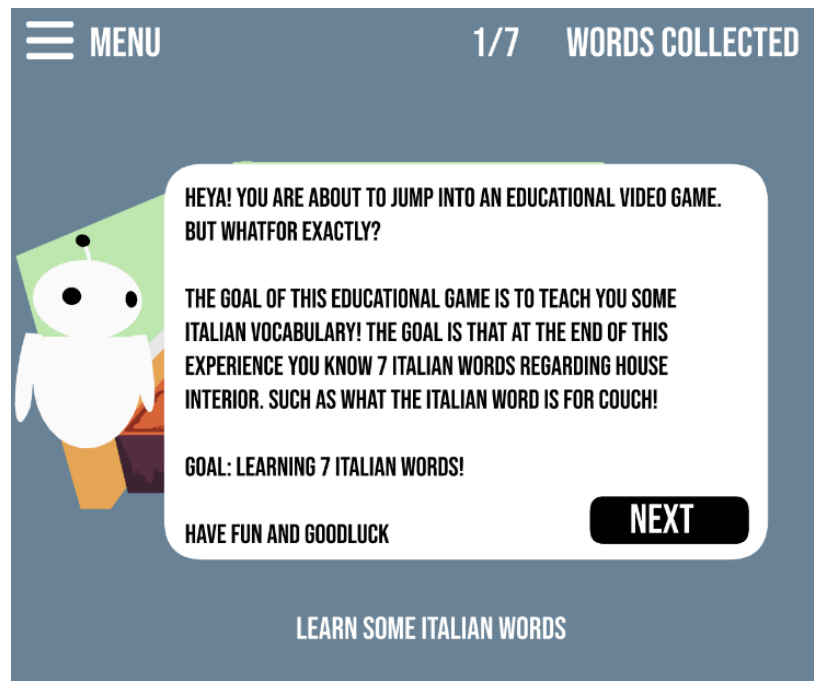 MENU
1/7 WORDS COLLECTED
HEYA! YOU ARE ABOUT TO JUMP INTO AN EDUCATIONAL VIDEO GAME.
BUT WHATFOR EXACTLY?
THE GOAL OF THIS EDUCATIONAL GAME IS TO TEACH YOU SOME
ITALIAN VOCABULARY! THE GOAL IS THAT AT THE END OF THIS
EXPERIENCE YOU KNOW 7 ITALIAN WORDS REGARDING HOUSE
INTERIOR. SUCH AS WHAT THE ITALIAN WORD IS FOR COUCH!
GOAL: LEARNING 7 ITALIAN WORDS!
HAVE FUN AND GOODLUCK
NEXT
LEARN SOME ITALIAN WORDS